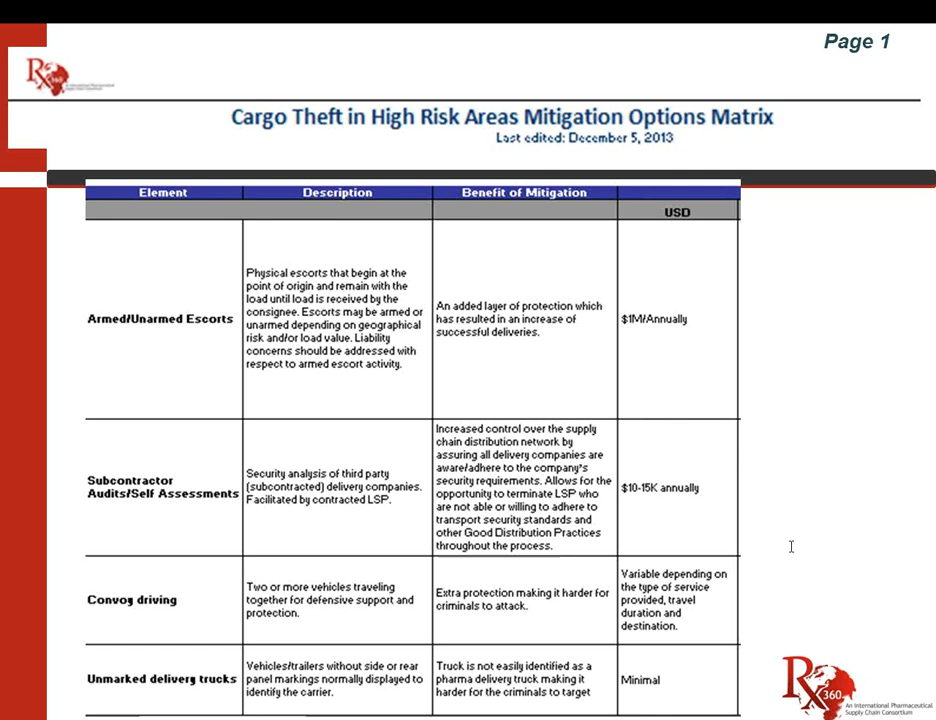 Page 1
Rx
360
An International Pharmaceutical
Supply Chain Consortium
Cargo Theft in High Risk Areas Mitigation Options Matrix
Last edited: December 5, 2013
Element Description Benefit of Mitigation
USD
Armed/Unarmed Escorts
Physical escorts that begin at the
point of origin and remain with the
load until load is received by the
consignee. Escorts may be armed or
unarmed depending on geographical
risk and/or load value. Liability
concerns should be addressed with
respect to armed escort activity.
An added layer of protection which
has resulted in an increase of
successful deliveries.
$1M/Annually
Subcontractor
Audits/Self Assessments
Security analysis of third party
(subcontracted) delivery companies.
Facilitated by contracted LSP.
Increased control over the supply
chain distribution network by
assuring all delivery companies are
aware/adhere to the company's
security requirements. Allows for the
opportunity to terminate LSP who
are not able or willing to adhere to
transport security standards and
other Good Distribution Practices
throughout the process.
$10-15K annually
Convoy driving
Two or more vehicles traveling
together for defensive support and
protection.
Extra protection making it harder for
criminals to attack.
Variable depending on
the type of service
provided, travel
duration and
destination.
Unmarked delivery trucks
Vehicles/trailers without side or rear
panel markings normally displayed to
identify the carrier.
Truck is not easily identified as a
pharma delivery truck making it
harder for the criminals to target
Minimal
Rx
360
An International Pharmaceutical
Supply Chain Consortium